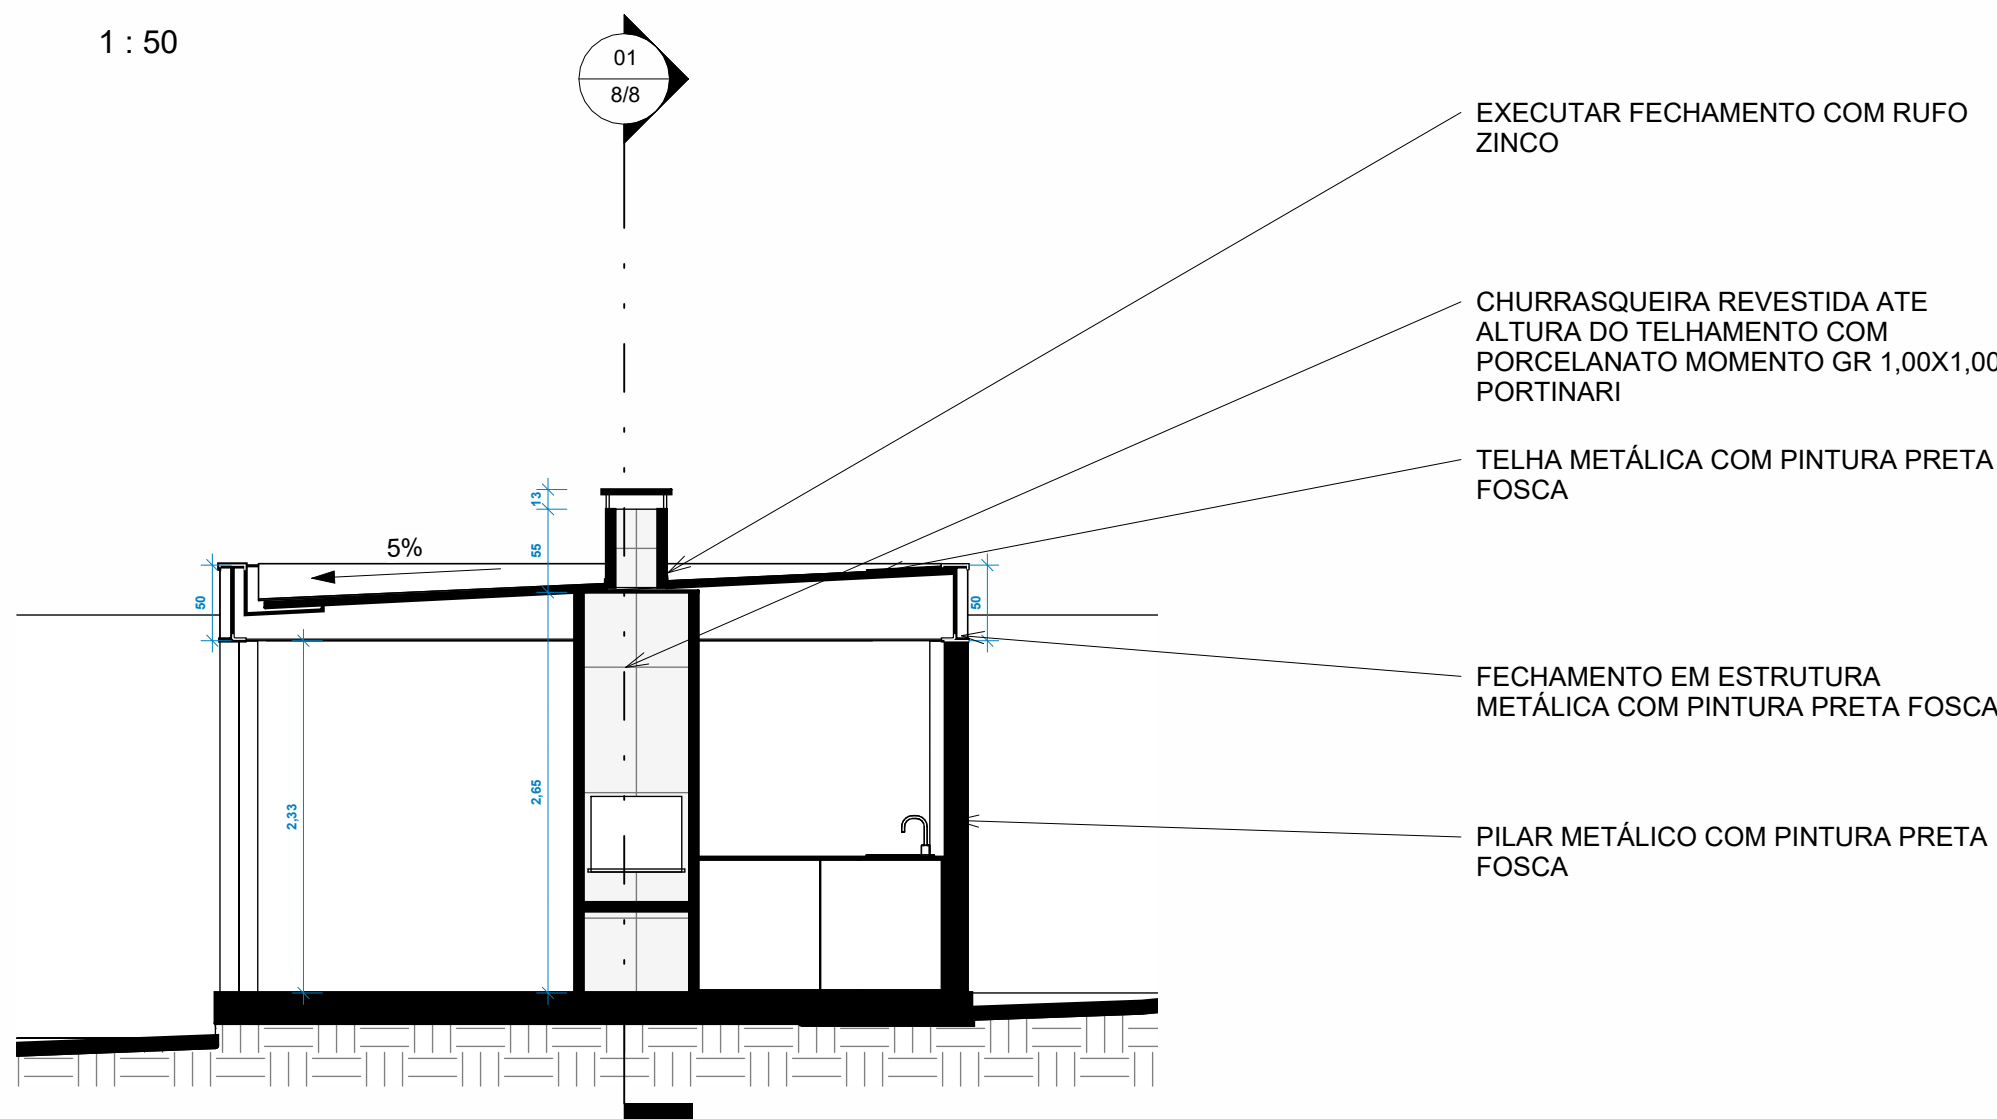 1 : 50
01
8/8
EXECUTAR FECHAMENTO COM RUFO
ZINCO
CHURRASQUEIRA REVESTIDA ATE
ALTURA DO TELHAMENTO COM
PORCELANATO MOMENTO GR 1,00X1,00
PORTINARI
TELHA METÁLICA COM PINTURA PRETA
FOSCA
13
55
5%
50
50
FECHAMENTO EM ESTRUTURA
METÁLICA COM PINTURA PRETA FOSCA
2,65
2,33
PILAR METÁLICO COM PINTURA PRETA
FOSCA